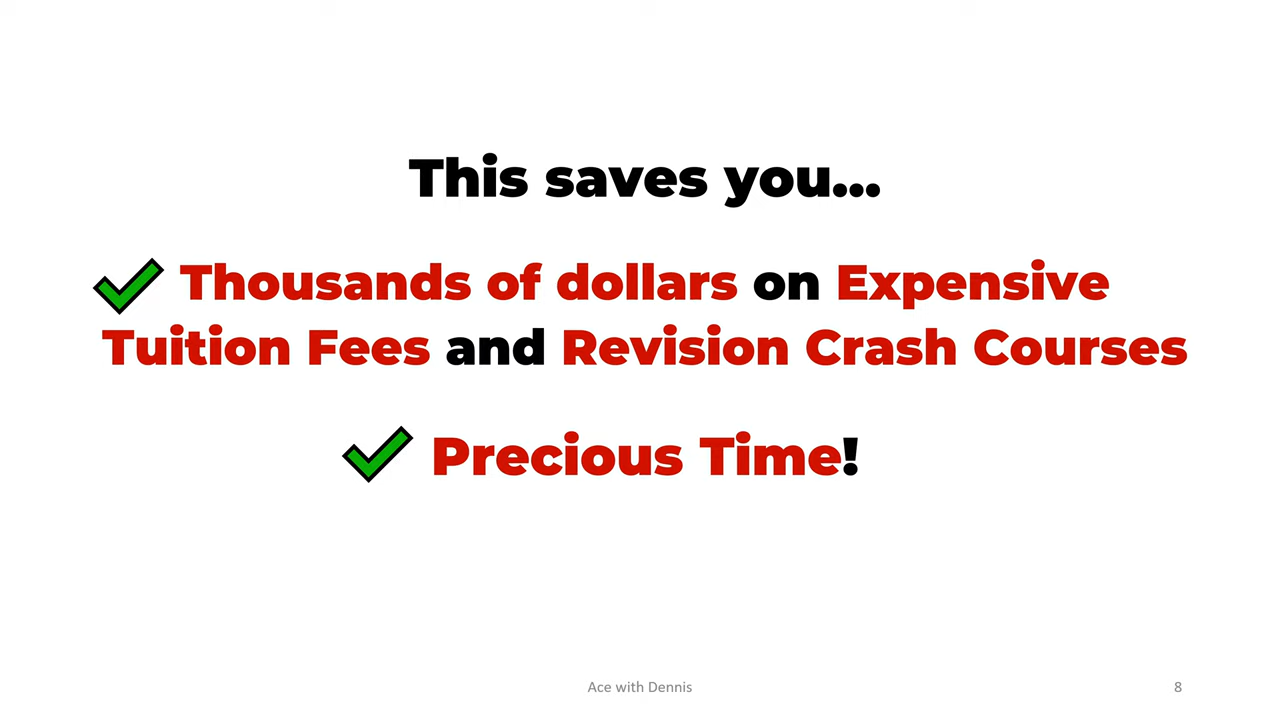 This saves you...
Thousands of dollars on Expensive
Tuition Fees and Revision Crash Courses
Precious Time!
Ace with Dennis
8